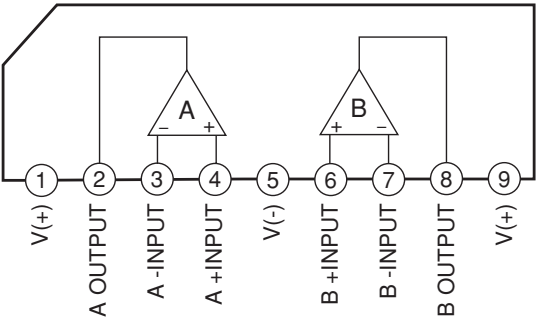 A
B
− +
+ −
1 2 3 4 5 6 7 8 9
V(+)
A OUTPUT
A -INPUT
A +INPUT
V(-)
B +INPUT
B -INPUT
B OUTPUT
V(+)